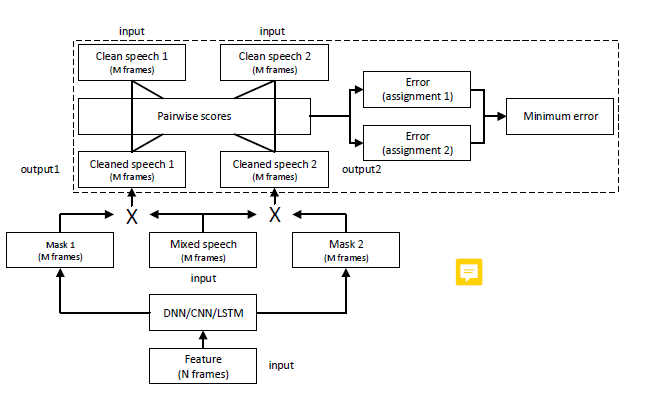 input
input
Clean speech 1
(M frames)
Clean speech 2
(M frames)
Error
(assignment 1)
Pairwise scores
Minimum error
Error
(assignment 2)
output1
Cleaned speech 1
(M frames)
Cleaned speech 2
(M frames)
output2
X
X
Mask 1
(M frames)
Mixed speech
(M frames)
Mask 2
(M frames)
input
DNN/CNN/LSTM
Feature
(N frames)
input